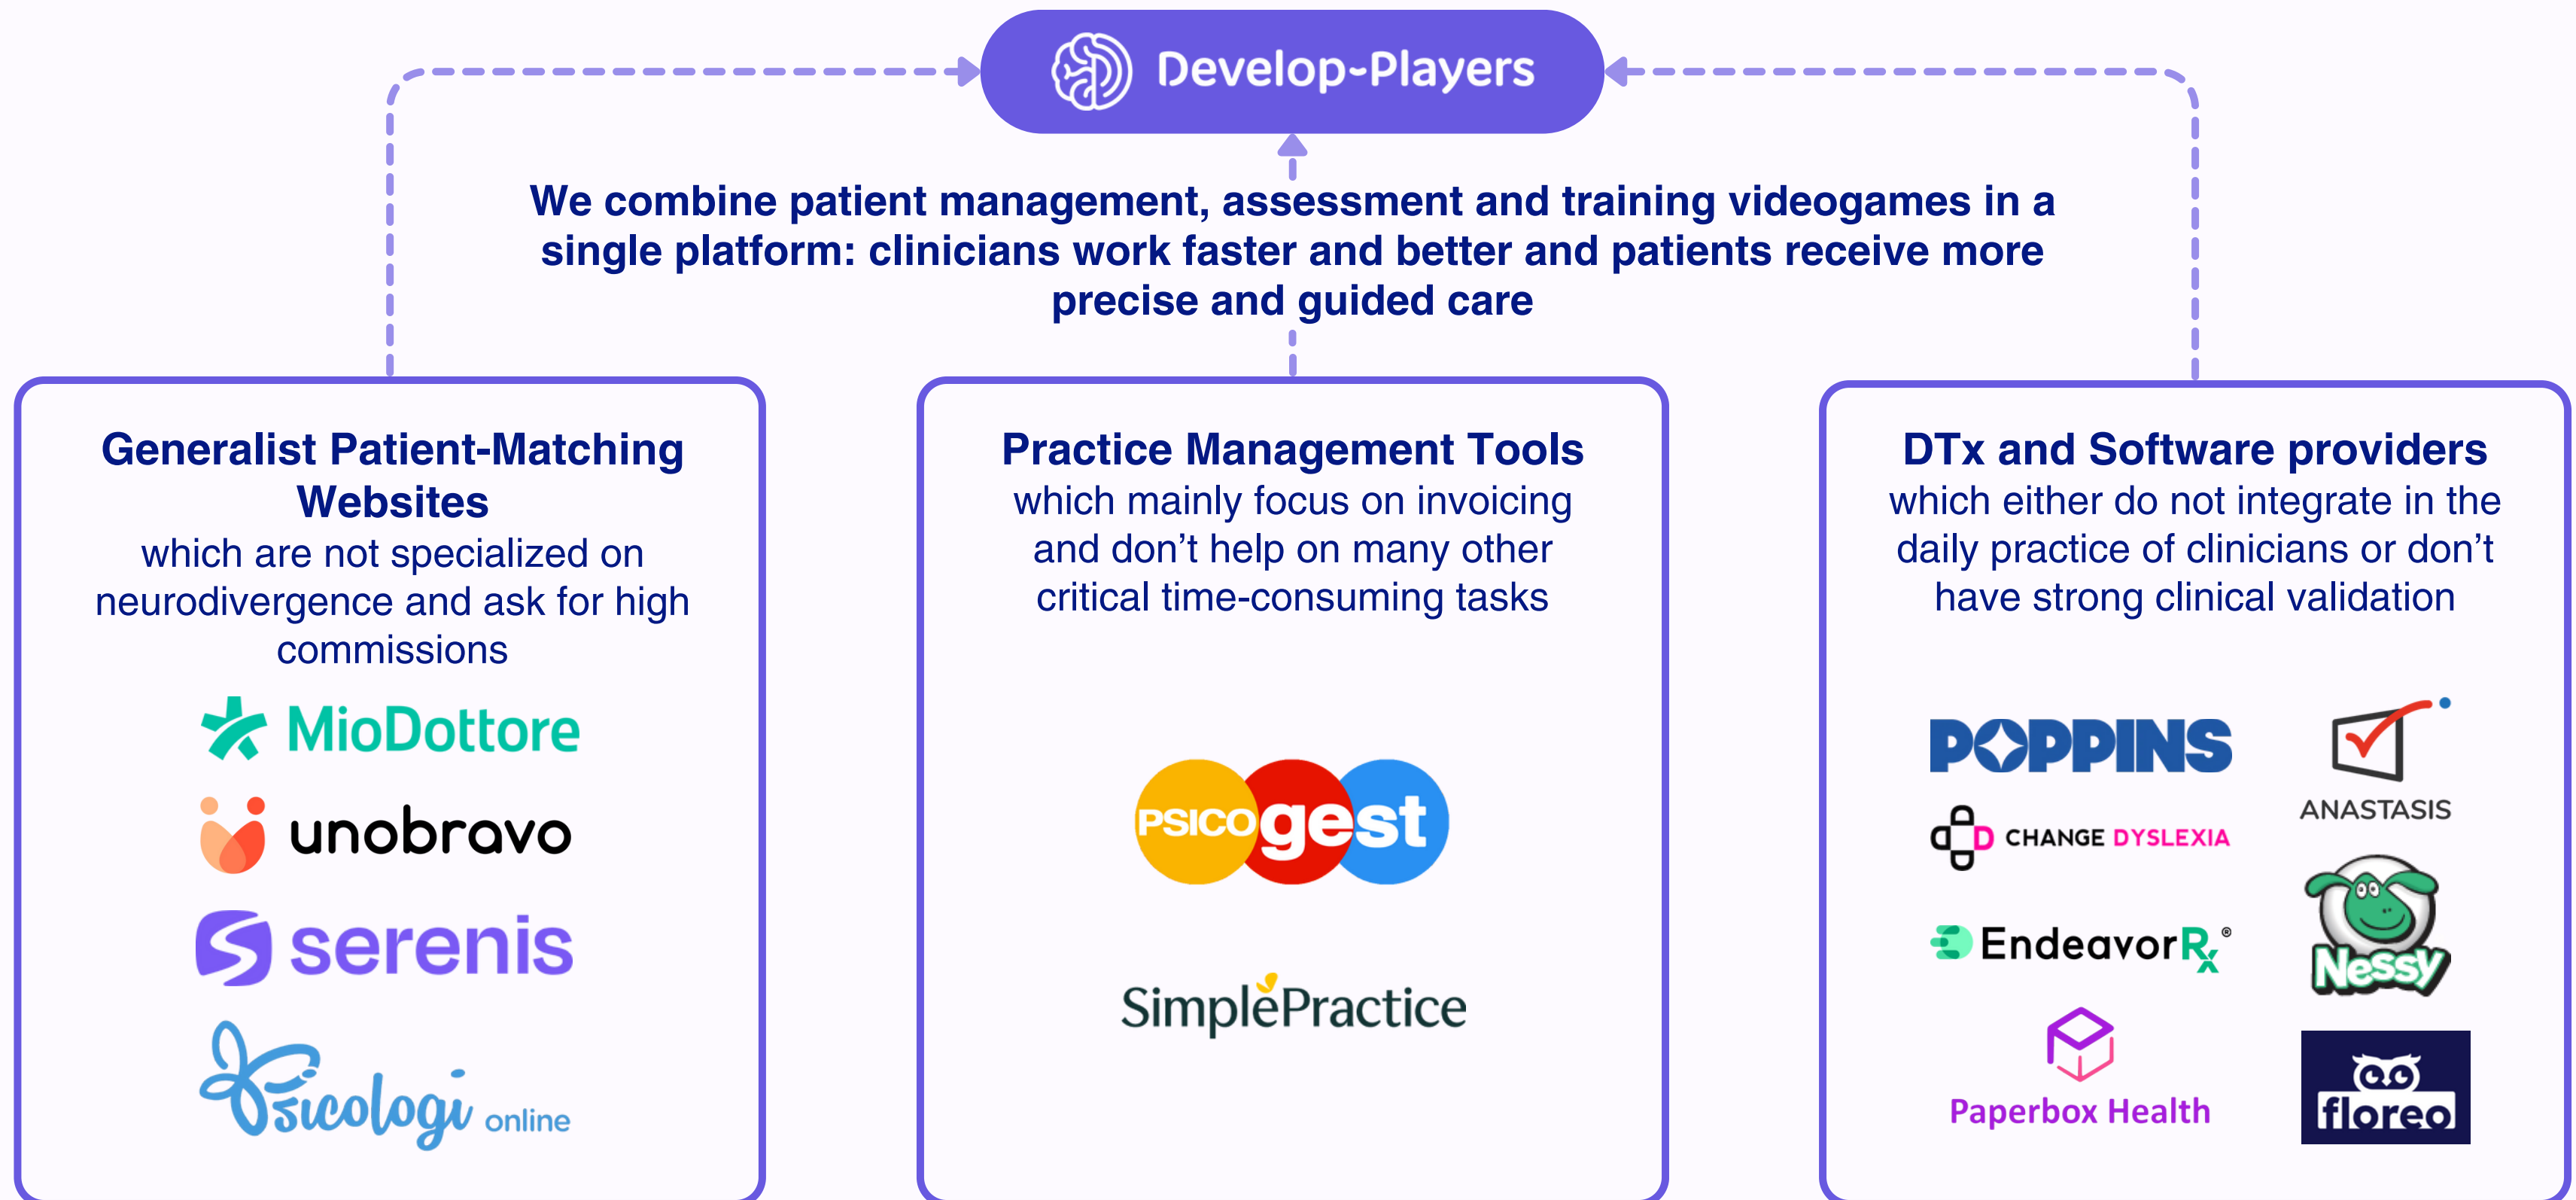 Develop-Players
We combine patient management, assessment and training videogames in a
single platform: clinicians work faster and better and patients receive more
precise and guided care
Generalist Patient-Matching
Websites
which are not specialized on
neurodivergence and ask for high
commissions
MioDottore
unobravo
serenis
Psicologi online
Practice Management Tools
which mainly focus on invoicing
and don't help on many other
critical time-consuming tasks
PSICOgest
SimplePractice
DTx and Software providers
which either do not integrate in the
daily practice of clinicians or don't
have strong clinical validation
POPPINS
ANASTASIS
CHANGE DYSLEXIA
EndeavorRx®
Nessy
Paperbox Health
floreo